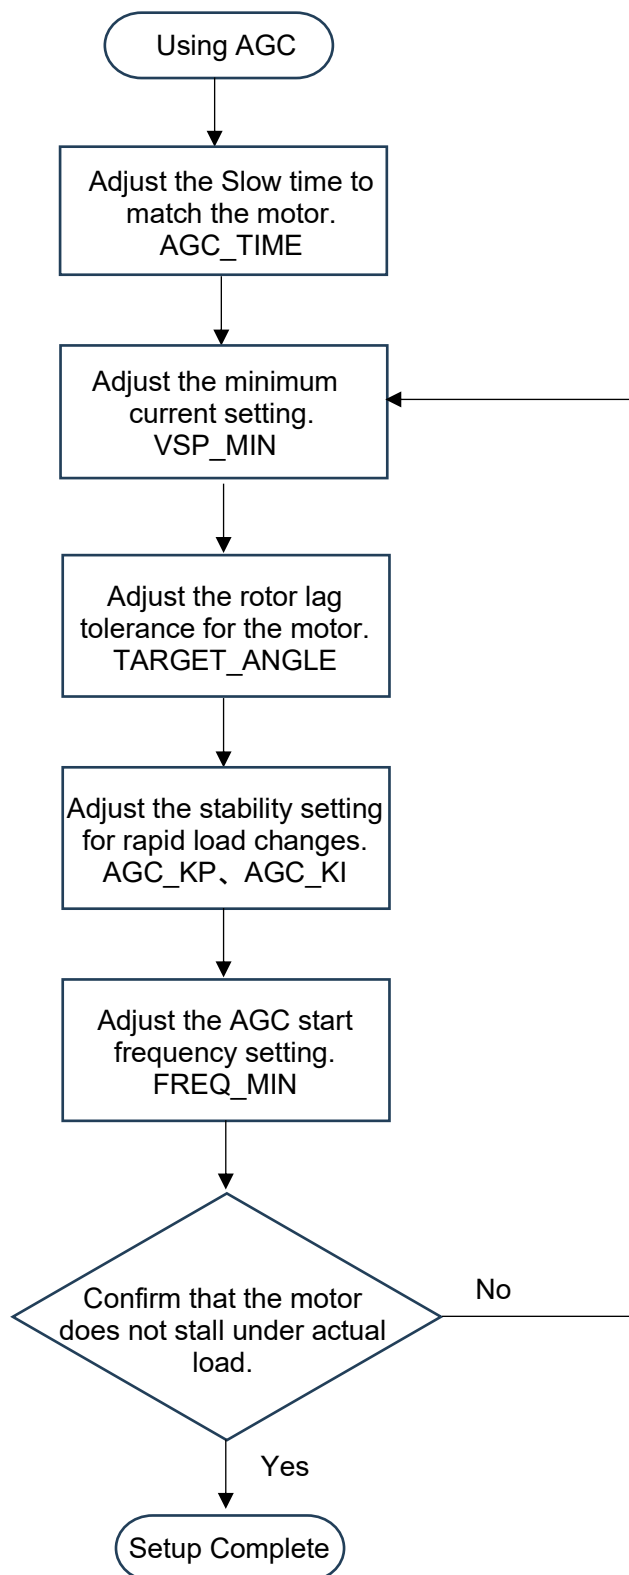 Using AGC
Adjust the Slow time to
match the motor.
AGC_TIME
Adjust the minimum
current setting.
VSP_MIN
Adjust the rotor lag
tolerance for the motor.
TARGET_ANGLE
Adjust the stability setting
for rapid load changes.
AGC_KP、AGC_KI
Adjust the AGC start
frequency setting.
FREQ_MIN
Confirm that the motor
does not stall under actual
load.
No
Yes
Setup Complete